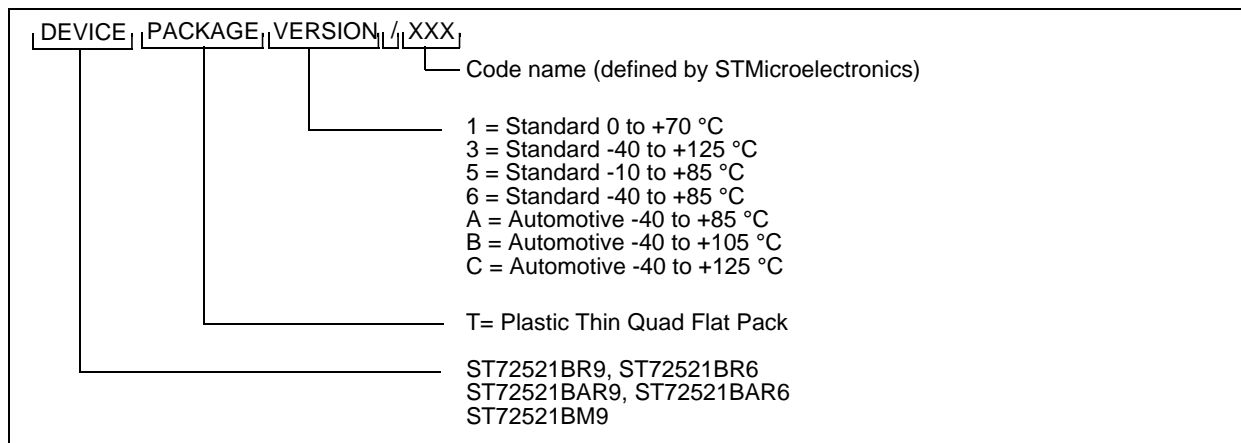 DEVICE PACKAGE VERSION / XXX
Code name (defined by STMicroelectronics)
1 = Standard 0 to +70 °C
3 = Standard -40 to +125 °C
5 = Standard -10 to +85 °C
6 = Standard -40 to +85 °C
A = Automotive -40 to +85 °C
B = Automotive -40 to +105 °C
C = Automotive -40 to +125 °C
T= Plastic Thin Quad Flat Pack
ST72521BR9, ST72521BR6
ST72521BAR9, ST72521BAR6
ST72521BM9